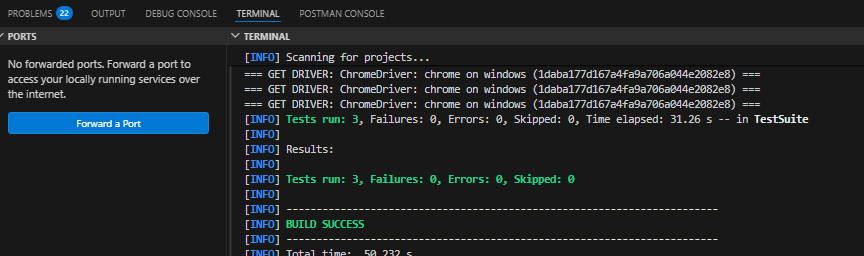 PROBLEMS 22 OUTPUT DEBUG CONSOLE TERMINAL POSTMAN CONSOLE
PORTS
No forwarded ports. Forward a port to
access your locally running services over
the internet.
Forward a Port
TERMINAL
[INFO] Scanning for projects...
=== GET DRIVER: ChromeDriver: chrome on windows (1daba177d167a4fa9a706a044e2082e8) ===
=== GET DRIVER: ChromeDriver: chrome on windows (1daba177d167a4fa9a706a044e2082e8) ===
=== GET DRIVER: ChromeDriver: chrome on windows (1daba177d167a4fa9a706a044e2082e8) ===
[INFO] Tests run: 3, Failures: 0, Errors: 0, Skipped: 0, Time elapsed: 31.26 s -- in TestSuite
[INFO]
[INFO] Results:
[INFO]
[INFO] Tests run: 3, Failures: 0, Errors: 0, Skipped: 0
[INFO]
[INFO] ------------------------------------------------------------------------
[INFO] BUILD SUCCESS
[INFO] ------------------------------------------------------------------------
[INFO] Total time: 50.232 s